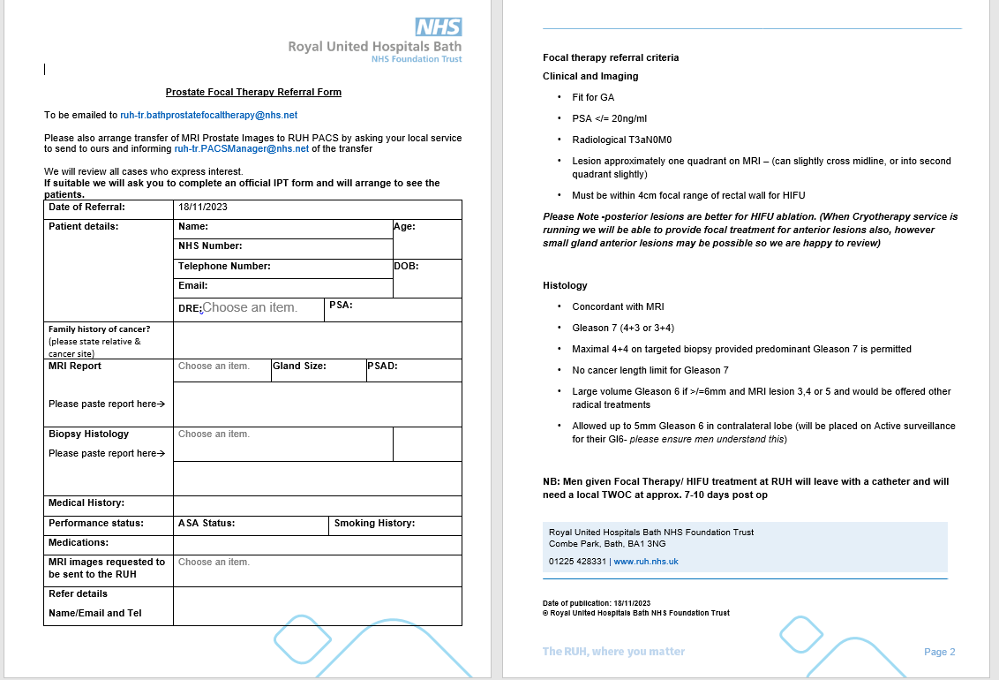 NHS
Royal United Hospitals Bath
NHS Foundation Trust
Prostate Focal Therapy Referral Form
To be emailed to ruh-tr.bathprostatefocaltherapy@nhs.net
Please also arrange transfer of MRI Prostate Images to RUH PACS by asking your local service
to send to ours and informing ruh-tr.PACSManager@nhs.net of the transfer
We will review all cases who express interest.
If suitable we will ask you to complete an official IPT form and will arrange to see the
patients.
Date of Referral: 18/11/2023
Patient details: Name: Age:
NHS Number:
Telephone Number: DOB:
Email:
DRE: Choose an item. PSA:
Family history of cancer?
(please state relative &
cancer site)
MRI Report Choose an item. Gland Size: PSAD:
Please paste report here→
Biopsy Histology Choose an item.
Please paste report here→
Medical History:
Performance status: ASA Status: Smoking History:
Medications:
MRI images requested to Choose an item.
be sent to the RUH
Refer details
Name/Email and Tel
Focal therapy referral criteria
Clinical and Imaging
• Fit for GA
• PSA </= 20ng/ml
• Radiological T3aN0M0
• Lesion approximately one quadrant on MRI – (can slightly cross midline, or into second
quadrant slightly)
• Must be within 4cm focal range of rectal wall for HIFU
Please Note -posterior lesions are better for HIFU ablation. (When Cryotherapy service is
running we will be able to provide focal treatment for anterior lesions also, however
small gland anterior lesions may be possible so we are happy to review)
Histology
• Concordant with MRI
• Gleason 7 (4+3 or 3+4)
• Maximal 4+4 on targeted biopsy provided predominant Gleason 7 is permitted
• No cancer length limit for Gleason 7
• Large volume Gleason 6 if >/=6mm and MRI lesion 3,4 or 5 and would be offered other
radical treatments
• Allowed up to 5mm Gleason 6 in contralateral lobe (will be placed on Active surveillance
for their Gl6- please ensure men understand this)
NB: Men given Focal Therapy/ HIFU treatment at RUH will leave with a catheter and will
need a local TWOC at approx. 7-10 days post op
Royal United Hospitals Bath NHS Foundation Trust
Combe Park, Bath, BA1 3NG
01225 428331 | www.ruh.nhs.uk
Date of publication: 18/11/2023
© Royal United Hospitals Bath NHS Foundation Trust
The RUH, where you matter
Page 2